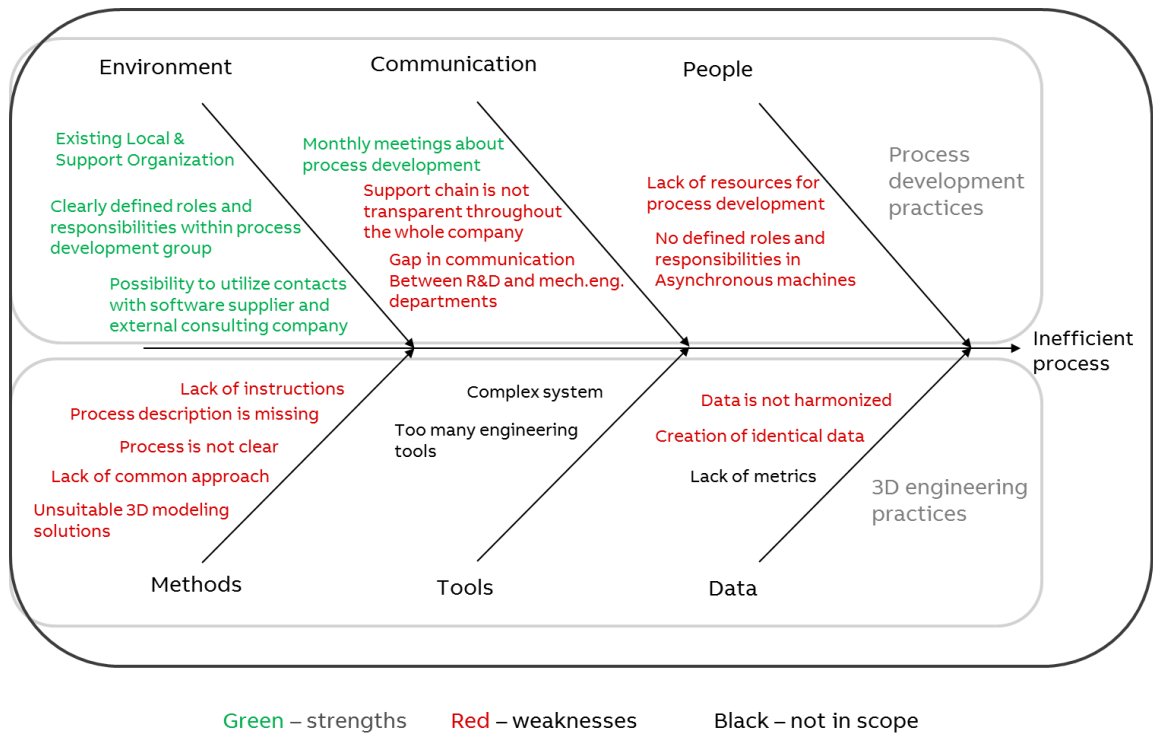 Environment
Communication
People
Existing Local &
Support Organization
Clearly defined roles and
responsibilities within process
development group
Possibility to utilize contacts
with software supplier and
external consulting company
Monthly meetings about
process development
Support chain is not
transparent throughout
the whole company
Gap in communication
Between R&D and mech.eng.
departments
Lack of resources for
process development
No defined roles and
responsibilities in
Asynchronous machines
Process
development
practices
Inefficient
process
Lack of instructions
Process description is missing
Process is not clear
Lack of common approach
Unsuitable 3D modeling
solutions
Complex system
Too many engineering
tools
Data is not harmonized
Creation of identical data
Lack of metrics
3D engineering
practices
Methods
Tools
Data
Green – strengths
Red – weaknesses
Black – not in scope